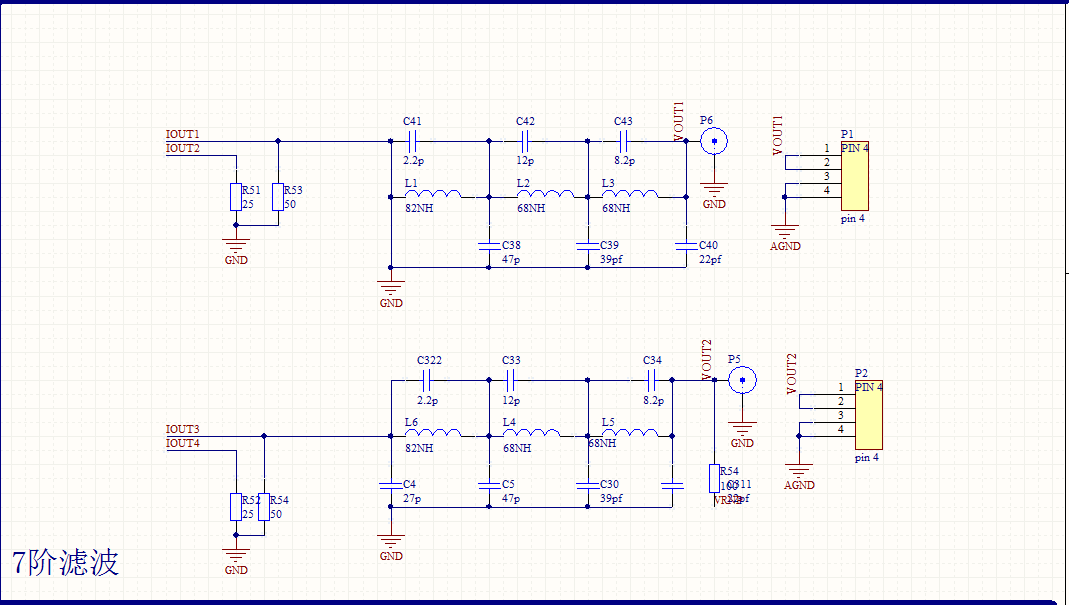 IOUT1
IOUT2
R51
25
R53
50
GND
C41
2.2p
C42
12p
C43
8.2p
L1
82NH
L2
68NH
L3
68NH
C38
47p
C39
39pf
C40
22pf
GND
VOUT1
P6
GND
VOUT1
P1
PIN 4
1
2
3
4
pin 4
AGND
IOUT3
IOUT4
R52
25
R54
50
GND
C322
2.2p
C33
12p
C34
8.2p
L6
82NH
L4
68NH
L5
68NH
C4
27p
C5
47p
C30
39pf
GND
VOUT2
P5
GND
R54
22pf
VOUT2
P2
PIN 4
1
2
3
4
pin 4
AGND
7阶滤波